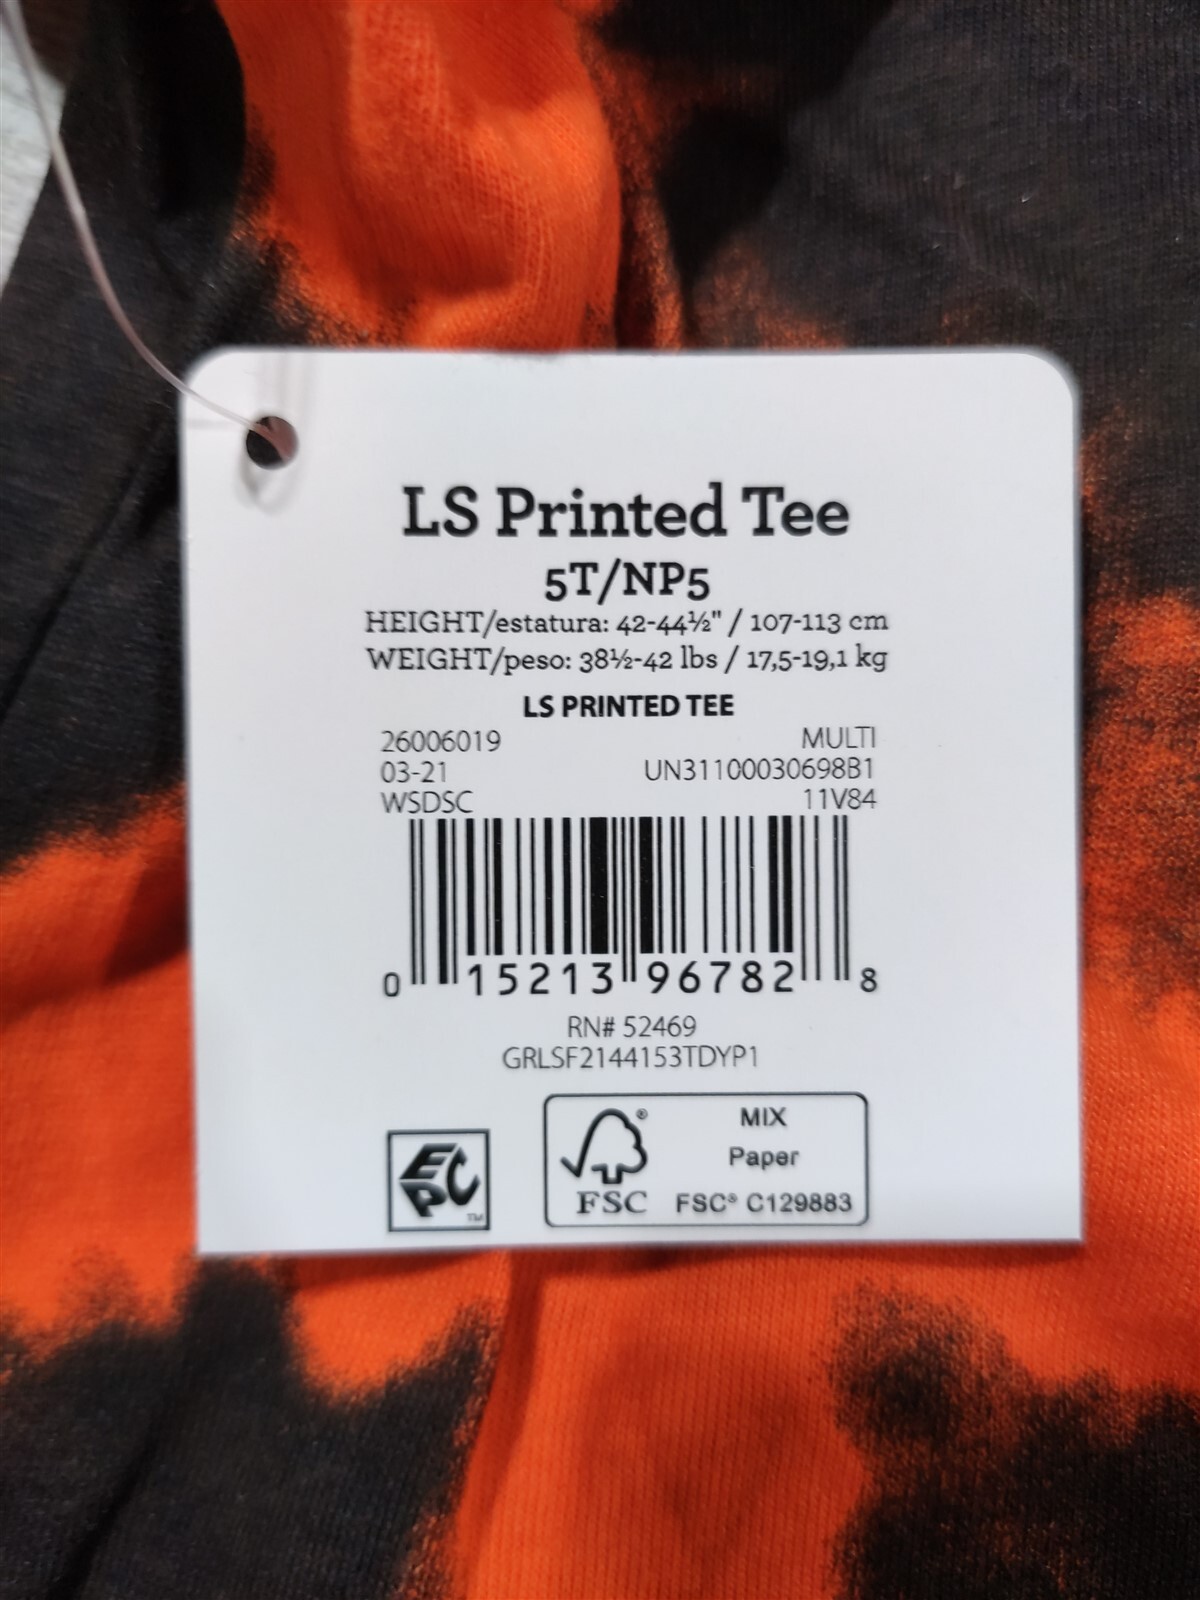 LS Printed Tee
5T/NP5
HEIGHT/estatura: 42-44½" / 107-113 cm
WEIGHT/peso: 38½-42 lbs / 17,5-19,1 kg
LS PRINTED TEE
26006019 MULTI
03-21 UN31100030698B1
WSDSC 11V84
0 15213 96782 8
RN# 52469
GRLSF2144153TDYP1
EPC™
FSC®
MIX
Paper
FSC® C129883